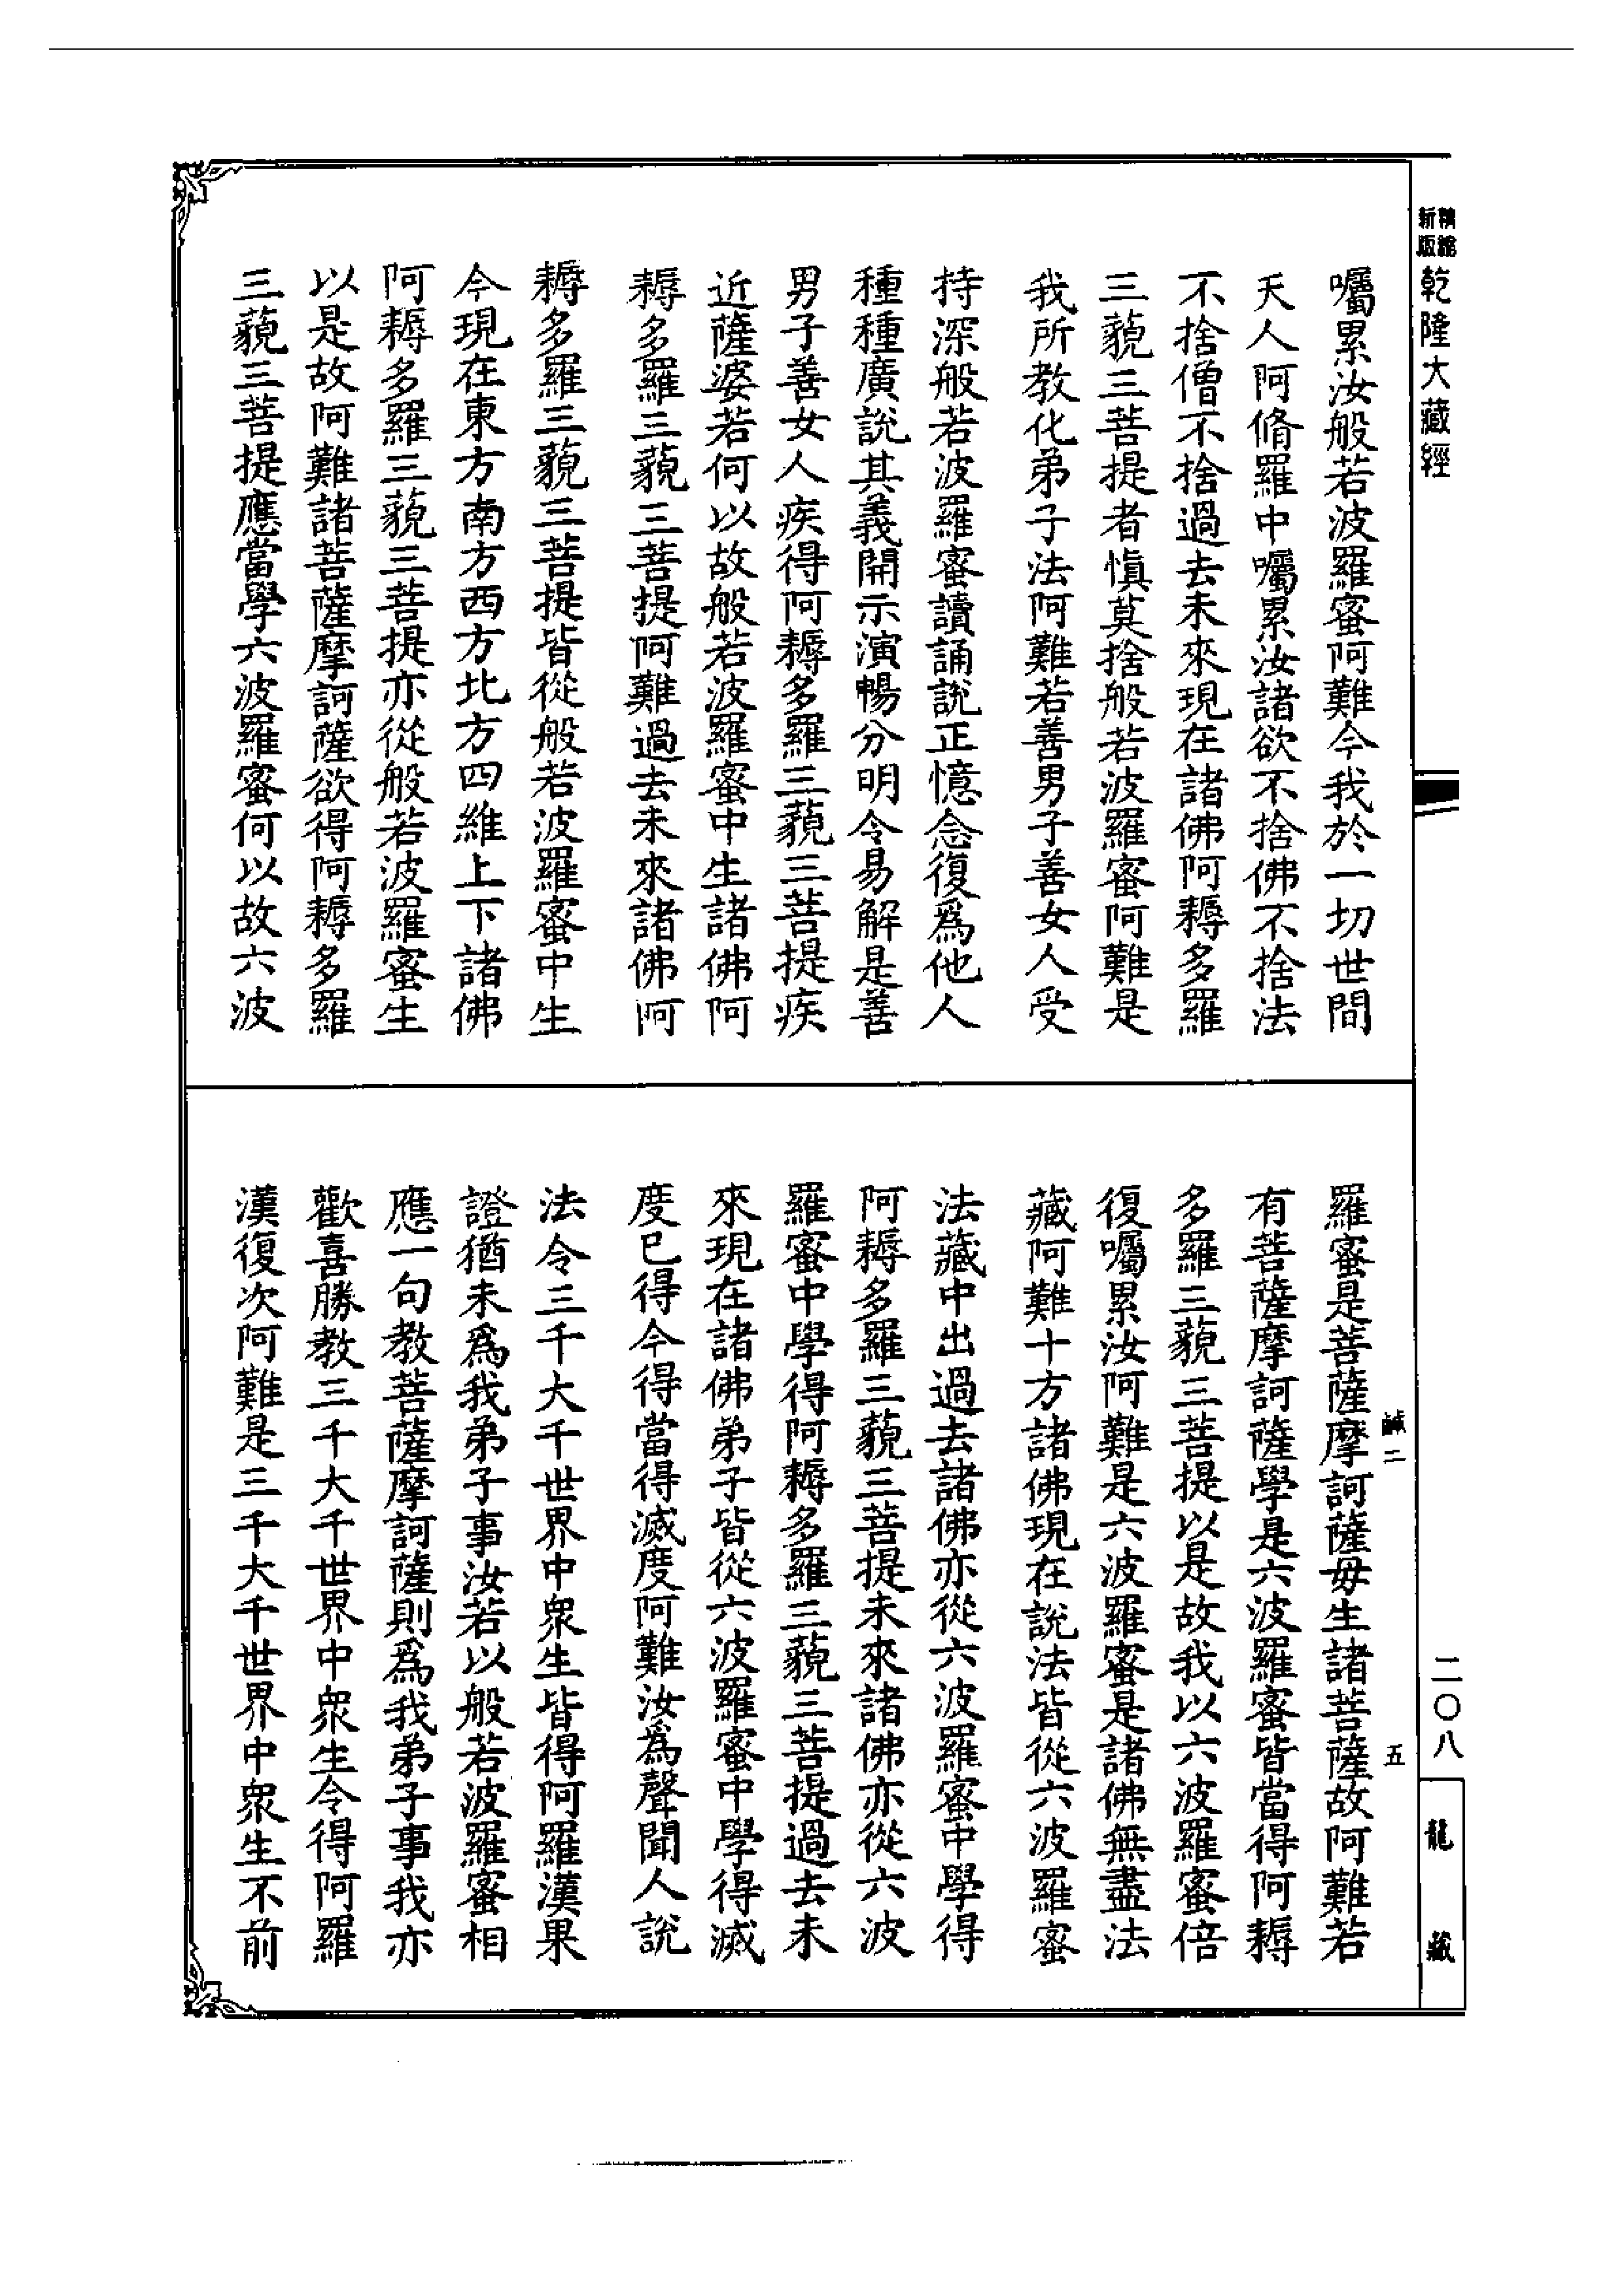 精縮新版乾隆大藏經
囑累汝般若波羅蜜阿難今我於一切世間
天人阿脩羅中囑累汝諸欲不捨佛不捨法
不捨僧不捨過去未來現在諸佛阿耨多羅
三藐三菩提者慎莫捨般若波羅蜜阿難是
我所教化弟子法阿難若善男子善女人受
持深般若波羅蜜讀誦說正憶念復爲他人
種種廣說其義開示演暢分明令易解是善
男子善女人疾得阿耨多羅三藐三菩提疾
近薩婆若何以故般若波羅蜜中生諸佛阿
耨多羅三藐三菩提阿難過去未來諸佛阿
耨多羅三藐三菩提皆從般若波羅蜜中生
今現在東方南方西方北方四維上下諸佛
阿耨多羅三藐三菩提亦從般若波羅蜜生
以是故阿難諸菩薩摩訶薩欲得阿耨多羅
三藐三菩提應當學六波羅蜜何以故六波
鹹二
五
羅蜜是菩薩摩訶薩毋生諸菩薩故阿難若
有菩薩摩訶薩學是六波羅蜜皆當得阿耨
多羅三藐三菩提以是故我以六波羅蜜倍
復囑累汝阿難是六波羅蜜是諸佛無盡法
藏阿難十方諸佛現在說法皆從六波羅蜜
法藏中出過去諸佛亦從六波羅蜜中學得
阿耨多羅三藐三菩提未來諸佛亦從六波
羅蜜中學得阿耨多羅三藐三菩提過去未
來現在諸佛弟子皆從六波羅蜜中學得滅
度已得今得當得滅度阿難汝爲聲聞人說
法令三千大千世界中衆生皆得阿羅漢果
證猶未爲我弟子事汝若以般若波羅蜜相
應一句教菩薩摩訶薩則爲我弟子事我亦
歡喜勝教三千大千世界中衆生令得阿羅
漢復次阿難是三千大千世界中衆生不前
二〇八
龍藏